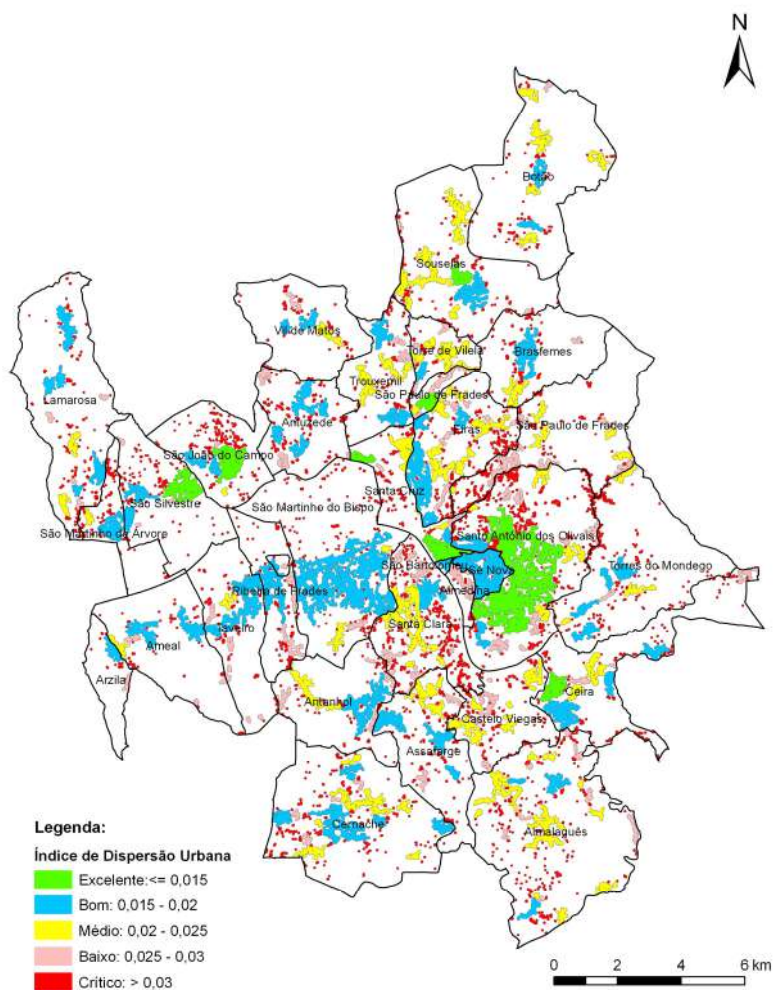 N
Botão
Souselas
Vil de Matos
Torre de Vilela
Brasfemes
Lamarosa
Trouxemil
São Paulo de Frades
Antuzede
Eiras
São Paulo de Frades
São João do Campo
Santa Cruz
São Silvestre
São Martinho do Bispo
São Martinho de Árvore
Santo António dos Olivais
São Bartolomeu
Sé Nova
Torres do Mondego
Ribeira de Frades
Almedina
Taveiro
Santa Clara
Ameal
Arzila
Ceira
Antanhol
Castelo Viegas
Assafarge
Cernache
Almalaguês
Legenda:
Índice de Dispersão Urbana
Excelente:<= 0,015
Bom: 0,015 - 0,02
Médio: 0,02 - 0,025
Baixo: 0,025 - 0,03
Crítico: > 0,03
0 2 4 6 km